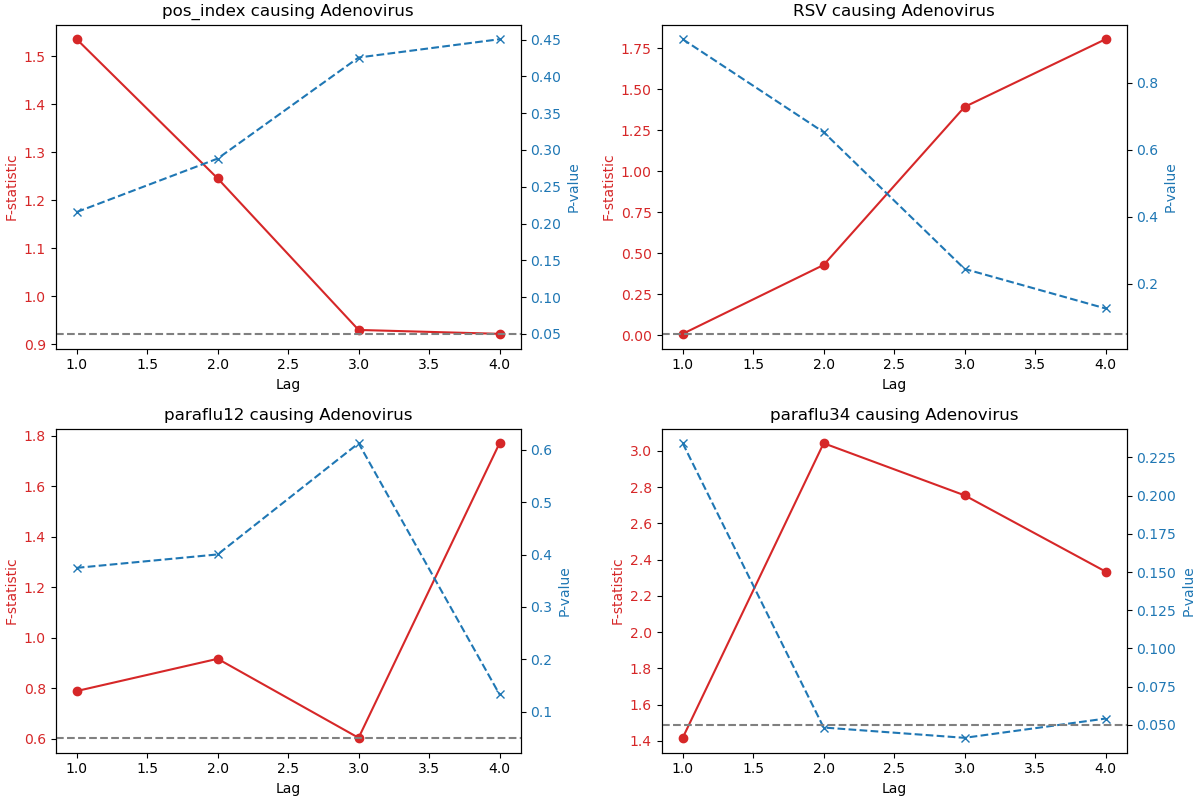 pos_index causing Adenovirus
1.5
1.4
1.3
1.2
1.1
1.0
0.9
F-statistic
0.45
0.40
0.35
0.30
0.25
0.20
0.15
0.10
0.05
P-value
1.0 1.5 2.0 2.5 3.0 3.5 4.0
Lag
RSV causing Adenovirus
1.75
1.50
1.25
1.00
0.75
0.50
0.25
0.00
F-statistic
0.8
0.6
0.4
0.2
P-value
1.0 1.5 2.0 2.5 3.0 3.5 4.0
Lag
paraflu12 causing Adenovirus
1.8
1.6
1.4
1.2
1.0
0.8
0.6
F-statistic
0.6
0.5
0.4
0.3
0.2
0.1
P-value
1.0 1.5 2.0 2.5 3.0 3.5 4.0
Lag
paraflu34 causing Adenovirus
3.0
2.8
2.6
2.4
2.2
2.0
1.8
1.6
1.4
F-statistic
0.225
0.200
0.175
0.150
0.125
0.100
0.075
0.050
P-value
1.0 1.5 2.0 2.5 3.0 3.5 4.0
Lag